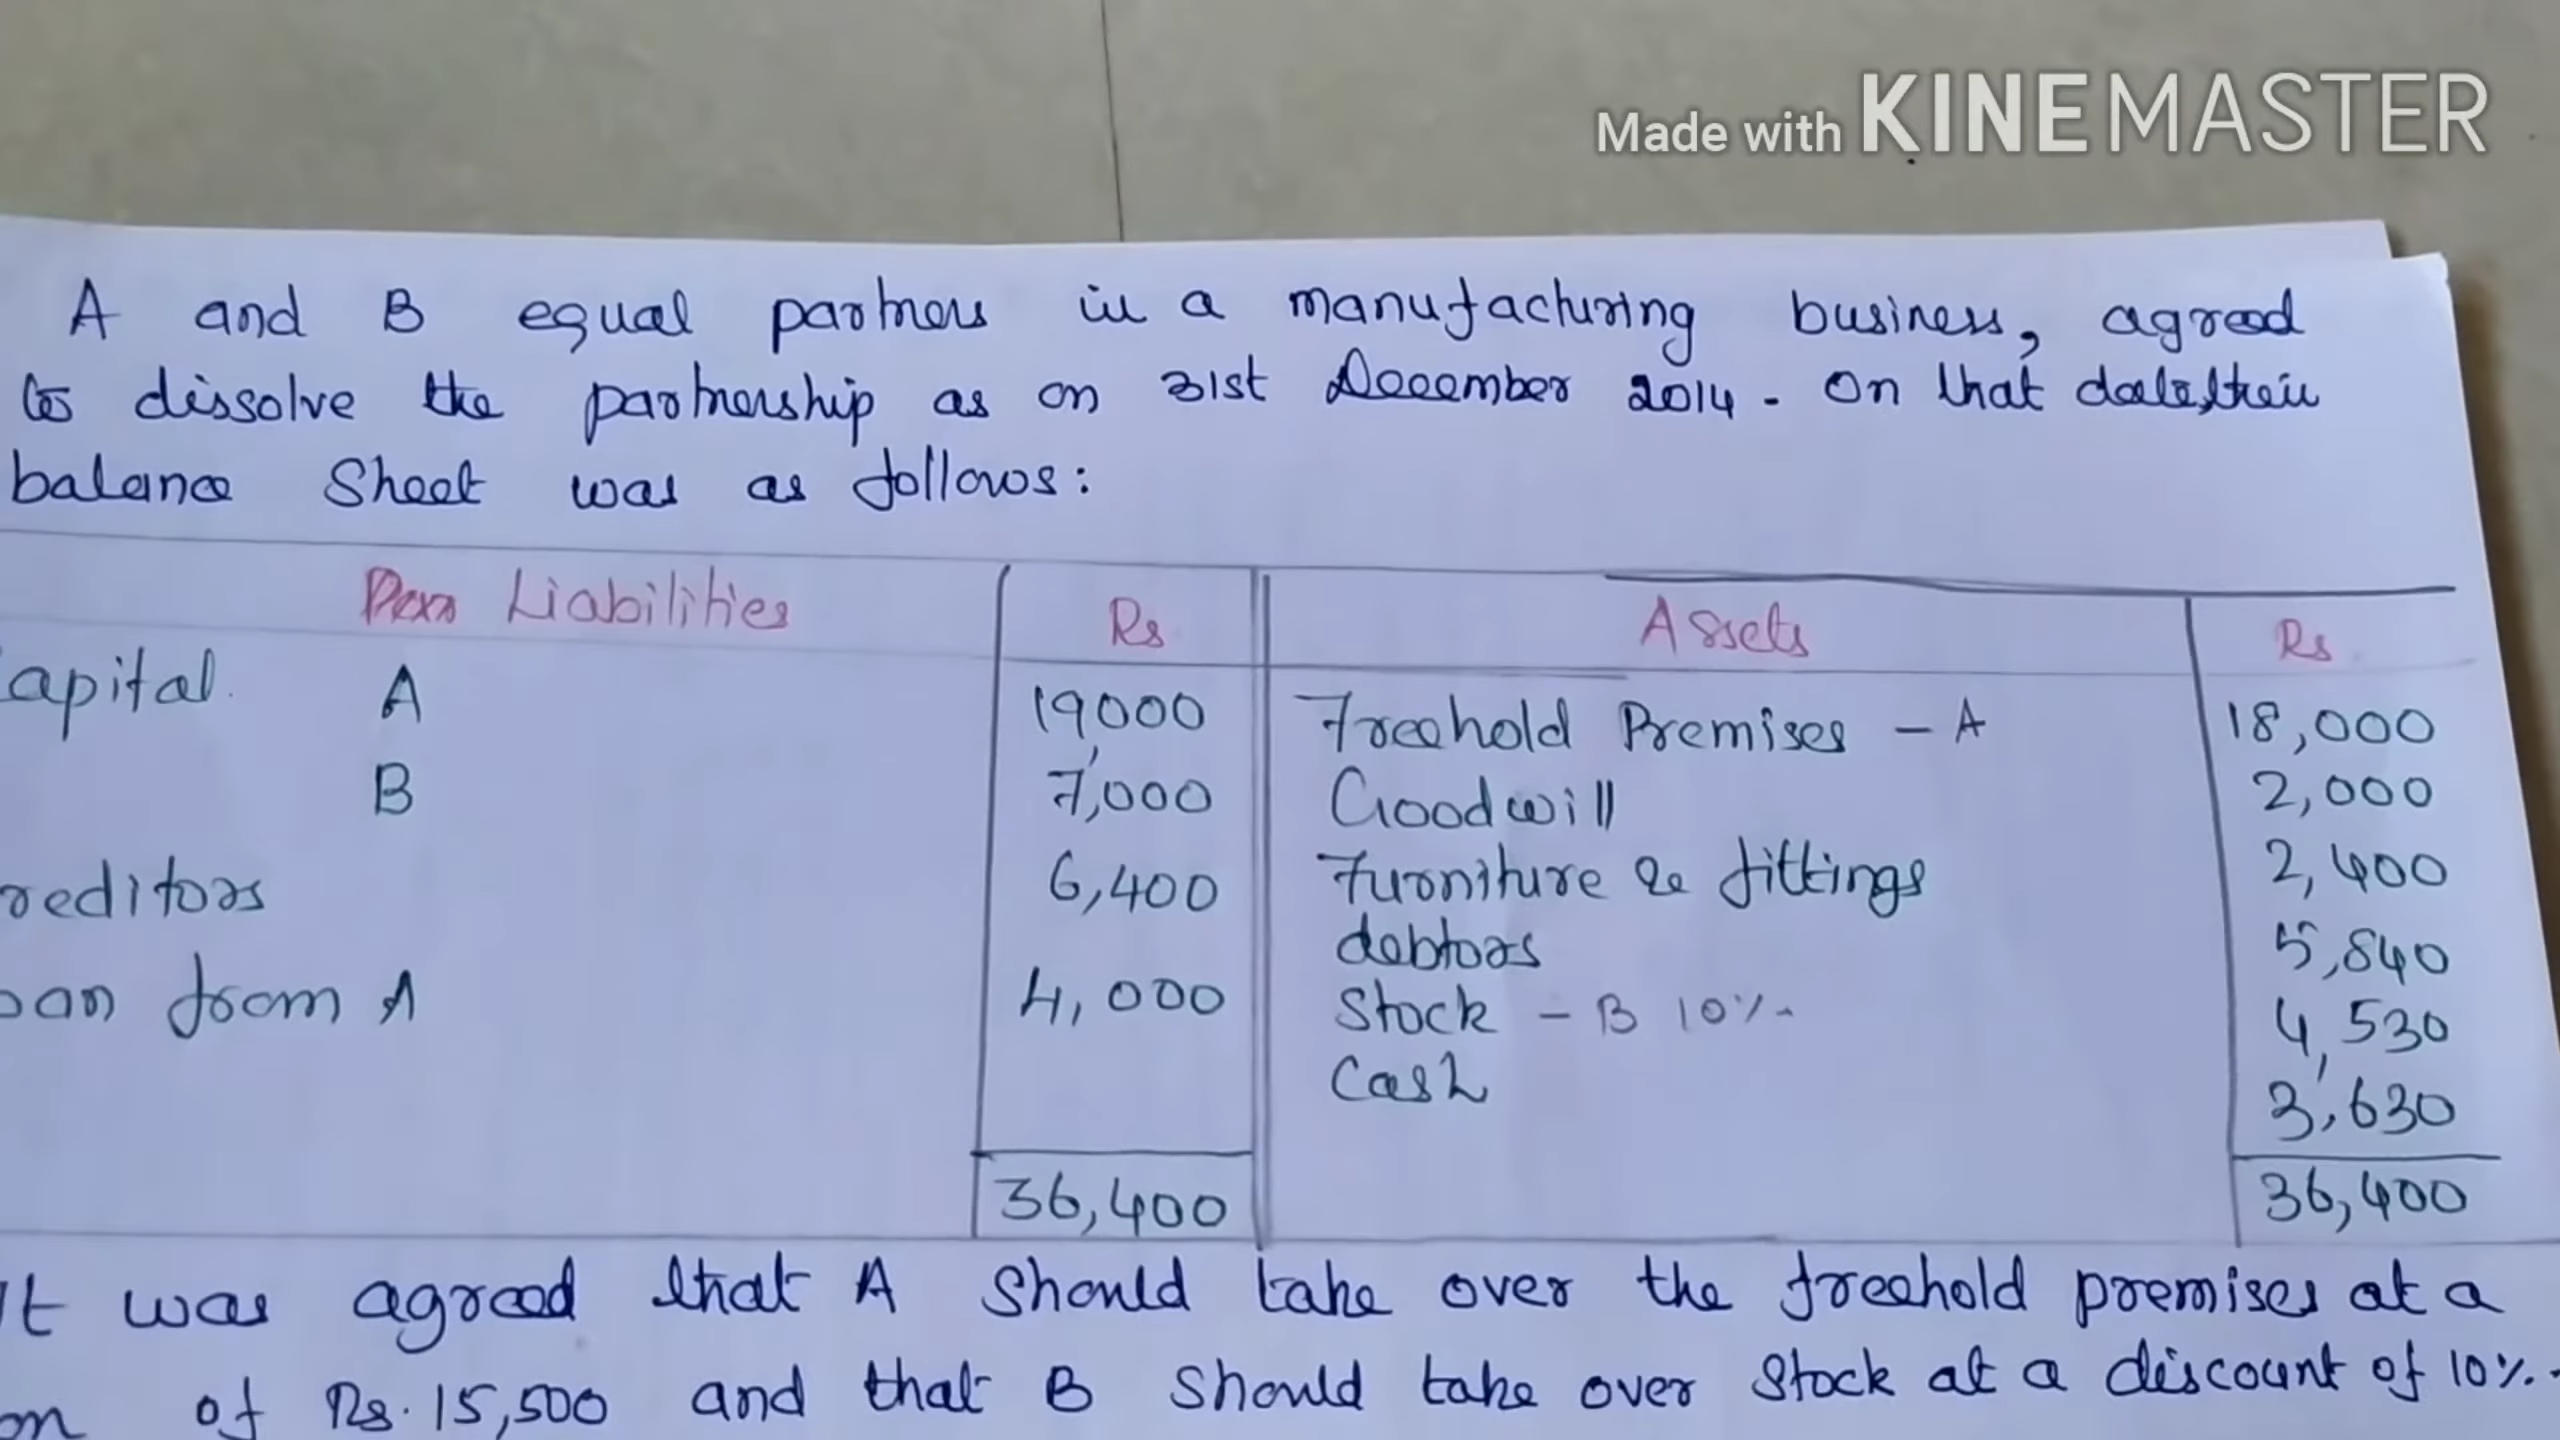 Made with KINEMASTER
A and B equal partners in a manufacturing business, agreed
to dissolve the partnership as on 31st December 2014. On that date, their
balance Sheet was as follows:
Liabilities Rs Assets Rs
apital A 19000 Freehold Premises - A 18,000
B 7,000 Goodwill 2,000
reditors 6,400 Furniture & fittings 2,400
debtors 5,840
oan from A 4,000 Stock - B 10% 4,530
Cash 3,630
36,400 36,400
It was agreed that A should take over the freehold premises at a
on of Rs. 15,500 and that B should take over Stock at a discount of 10%.